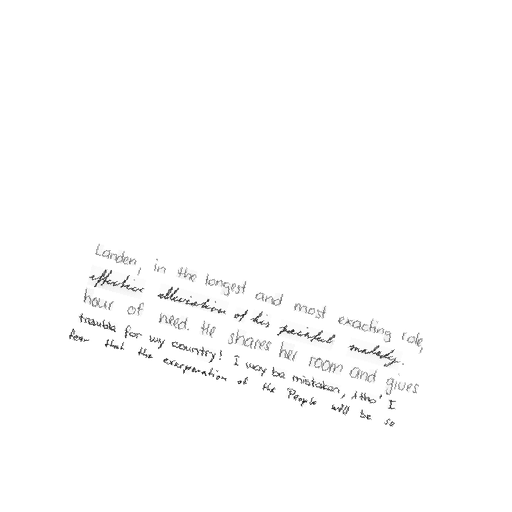 Landen, in the longest and most exacting role,
effective alleviation of his painful malady.
hour of need. He shares her room and gives
trouble for my country! I may be mistaken, tho' I
fear that the exasperation of the People will be so